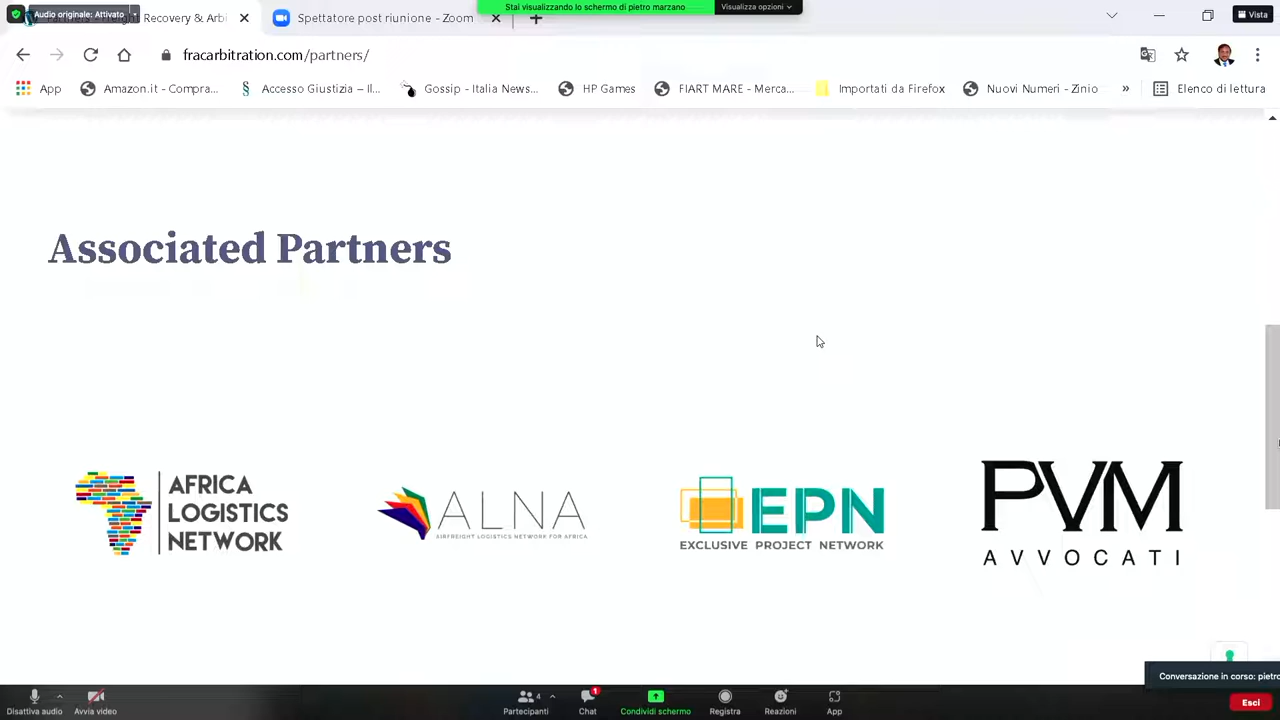 Stai visualizzando lo schermo di pietro marzano
Visualizza opzioni
Audio originale: Attivato
Recovery & Arbi
Spettatore post riunione - Zoom
Vista
fracarbitration.com/partners/
App
Amazon.it - Compra...
Accesso Giustizia – Il...
Gossip - Italia News...
HP Games
FIART MARE - Merca...
Importati da Firefox
Nuovi Numeri - Zinio
»
Elenco di lettura
Associated Partners
AFRICA
LOGISTICS
NETWORK
ALNA
AIRFREIGHT LOGISTICS NETWORK FOR AFRICA
EPN
EXCLUSIVE PROJECT NETWORK
PVM
AVVOCATI
Conversazione in corso: pietro
Disattiva audio
Avvia video
4
Partecipanti
1
Chat
Condividi schermo
Registra
Reazioni
App
Esci